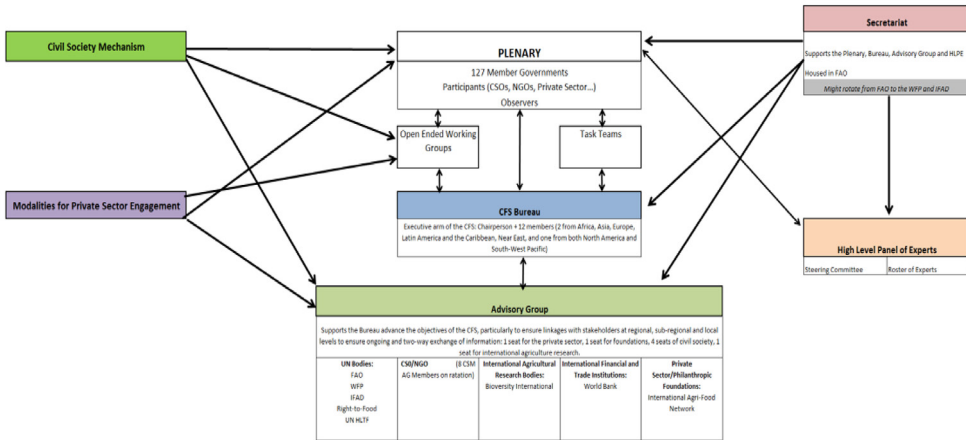 Civil Society Mechanism
PLENARY
127 Member Governments
Participants (CSOs, NGOs, Private Sector...)
Observers
Secretariat
Supports the Plenary, Bureau, Advisory Group and HLPE
Housed in FAO
Might rotate from FAO to the WFP and IFAD
Open Ended Working
Groups
Task Teams
Modalities for Private Sector Engagement
CFS Bureau
Executive arm of the CFS: Chairperson + 12 members (2 from Africa, Asia, Europe,
Latin America and the Caribbean, Near East, and one from both North America and
South-West Pacific)
High Level Panel of Experts
Steering Committee
Roster of Experts
Advisory Group
Supports the Bureau advance the objectives of the CFS, particularly to ensure linkages with stakeholders at regional, sub-regional and local
levels to ensure ongoing and two-way exchange of information: 1 seat for the private sector, 1 seat for foundations, 4 seats of civil society, 1
seat for international agriculture research.
UN Bodies:
FAO
WFP
IFAD
Right-to-Food
UN HLTF
CSO/NGO (8 CSM
AG Members on ratation)
International Agricultural
Research Bodies:
Bioversity International
International Financial and
Trade Institutions:
World Bank
Private
Sector/Philanthropic
Foundations:
International Agri-Food
Network